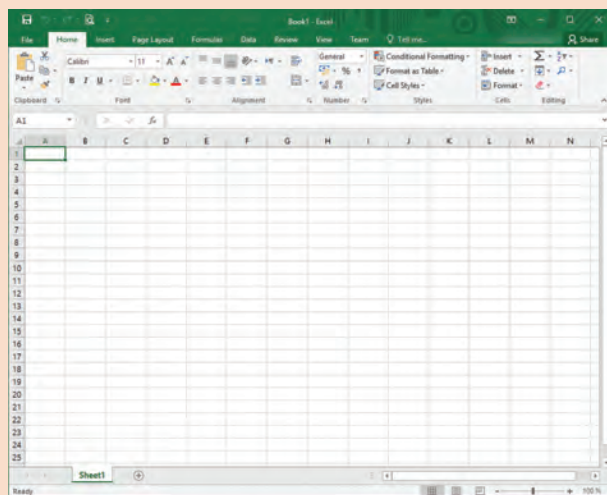 Book1 - Excel
File Home Insert Page Layout Formulas Data Review View Team Tell me... Share
Paste
Calibri 11
B I U
A A
A
General
%
Conditional Formatting
Format as Table
Cell Styles
Insert
Delete
Format
Σ
Clipboard Font Alignment Number Styles Cells Editing
A1 fx
A B C D E F G H I J K L M N
1
2
3
4
5
6
7
8
9
10
11
12
13
14
15
16
17
18
19
20
21
22
23
24
25
Sheet1
Ready 100 %